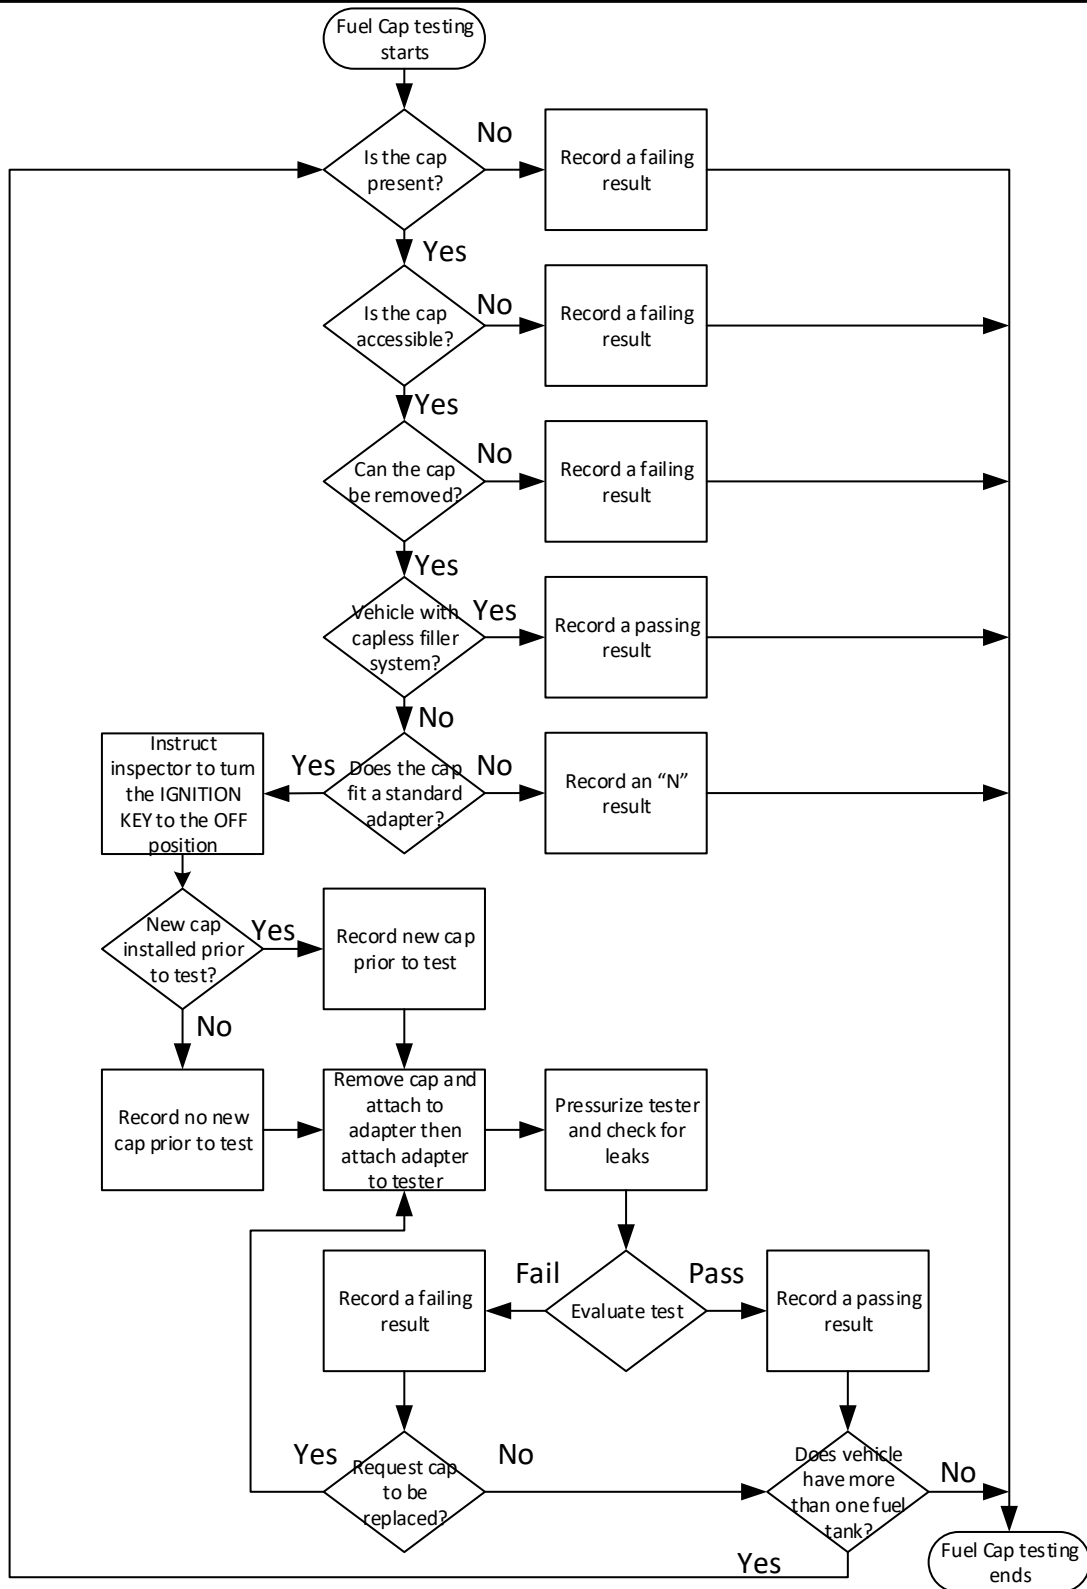 Fuel Cap testing
starts
Is the cap
present?
No
Record a failing
result
Yes
Is the cap
accessible?
No
Record a failing
result
Yes
Can the cap
be removed?
No
Record a failing
result
Yes
Vehicle with
capless filler
system?
Yes
Record a passing
result
No
Instruct
inspector to turn
the IGNITION
KEY to the OFF
position
Yes
Does the cap
fit a standard
adapter?
No
Record an “N”
result
New cap
installed prior
to test?
Yes
Record new cap
prior to test
No
Record no new
cap prior to test
Remove cap and
attach to
adapter then
attach adapter
to tester
Pressurize tester
and check for
leaks
Record a failing
result
Fail
Evaluate test
Pass
Record a passing
result
Yes
Request cap
to be
replaced?
No
Does vehicle
have more
than one fuel
tank?
No
Yes
Fuel Cap testing
ends